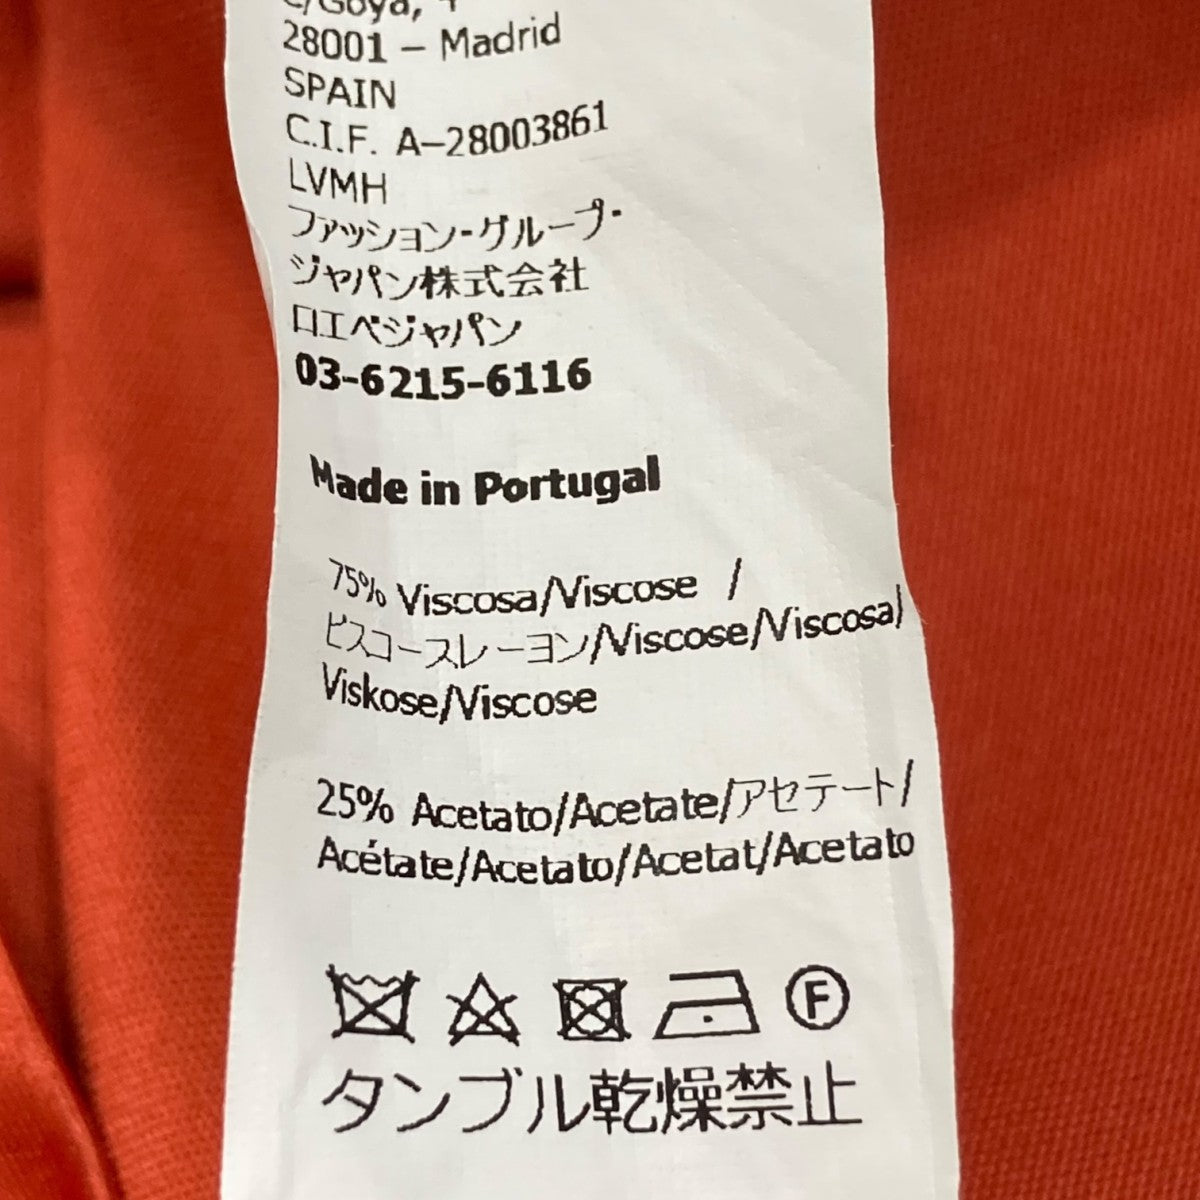 C/Goya, 4
28001 – Madrid
SPAIN
C.I.F. A–28003861
LVMH
ファッション・グループ・
ジャパン株式会社
ロエベジャパン
03-6215-6116
Made in Portugal
75% Viscosa/Viscose /
ビスコースレーヨン/Viscose/Viscosa/
Viskose/Viscose
25% Acetato/Acetate/アセテート/
Acétate/Acetato/Acetat/Acetato
F
タンブル乾燥禁止